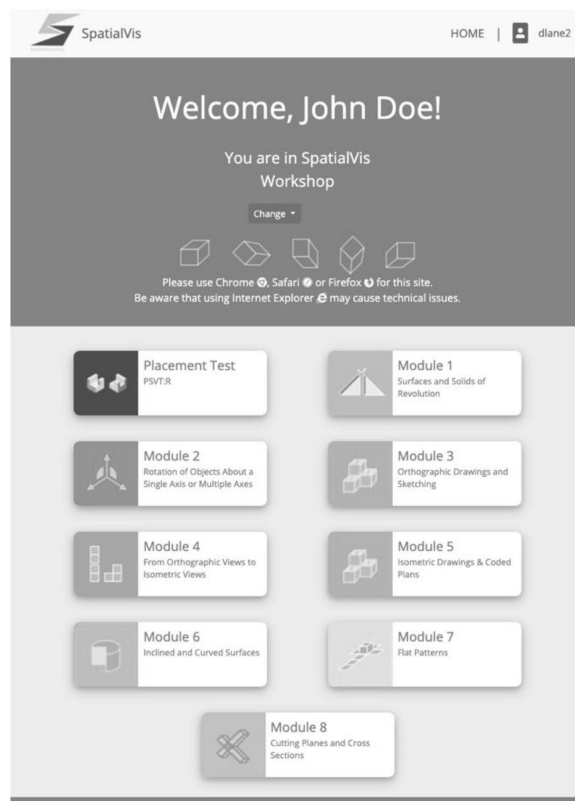 SpatialVis
HOME | dlane2
Welcome, John Doe!
You are in SpatialVis
Workshop
Change
Please use Chrome, Safari or Firefox for this site.
Be aware that using Internet Explorer may cause technical issues.
Placement Test
PSVT:R
Module 1
Surfaces and Solids of
Revolution
Module 2
Rotation of Objects About a
Single Axis or Multiple Axes
Module 3
Orthographic Drawings and
Sketching
Module 4
From Orthographic Views to
Isometric Views
Module 5
Isometric Drawings & Coded
Plans
Module 6
Inclined and Curved Surfaces
Module 7
Flat Patterns
Module 8
Cutting Planes and Cross
Sections